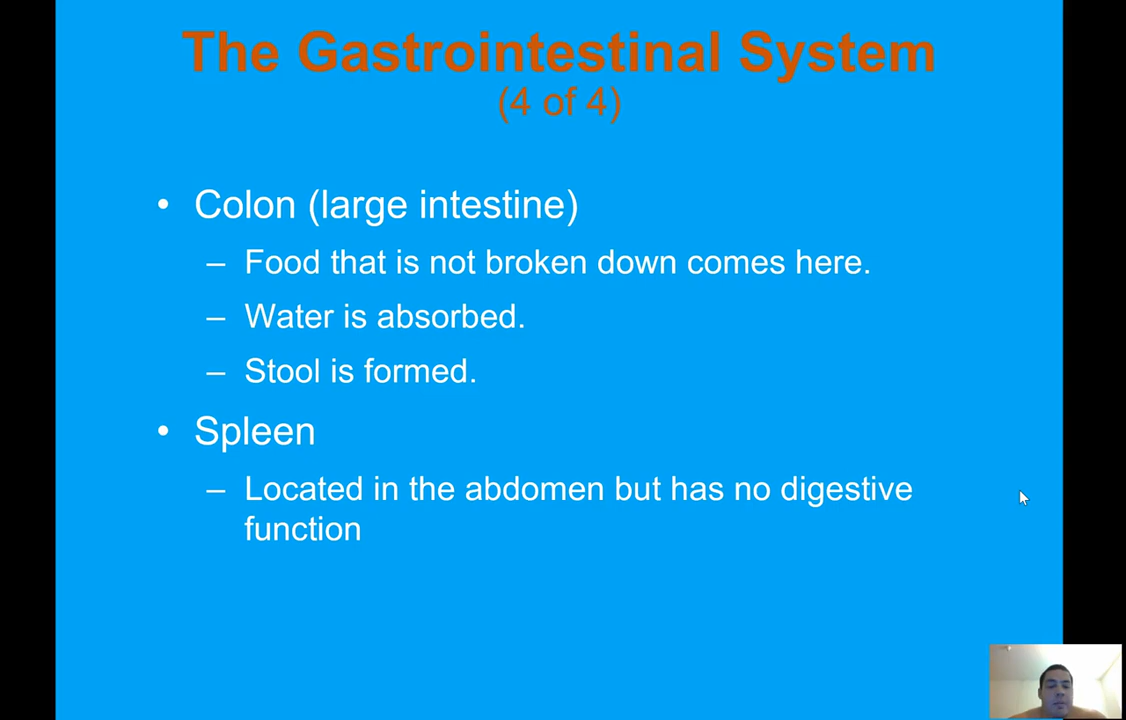 The Gastrointestinal System
(4 of 4)
• Colon (large intestine)
– Food that is not broken down comes here.
– Water is absorbed.
– Stool is formed.
• Spleen
– Located in the abdomen but has no digestive
function